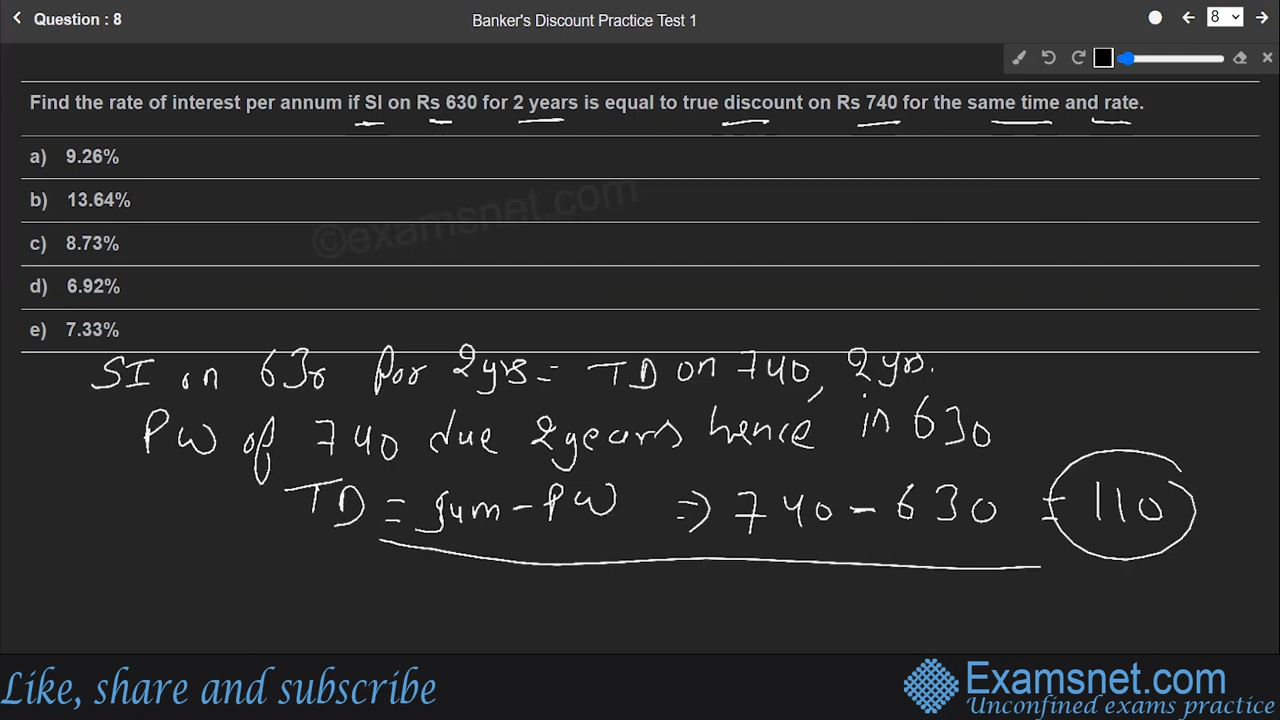 Question : 8
Banker's Discount Practice Test 1
8
Find the rate of interest per annum if SI on Rs 630 for 2 years is equal to true discount on Rs 740 for the same time and rate.
a) 9.26%
b) 13.64%
©examsnet.com
c) 8.73%
d) 6.92%
e) 7.33%
SI on 630 for 2yrs = TD on 740, 2yrs.
PW of 740 due 2years hence in 630
TD = sum - PW => 740 - 630 = 110
Like, share and subscribe
Examsnet.com
Unconfined exams practice